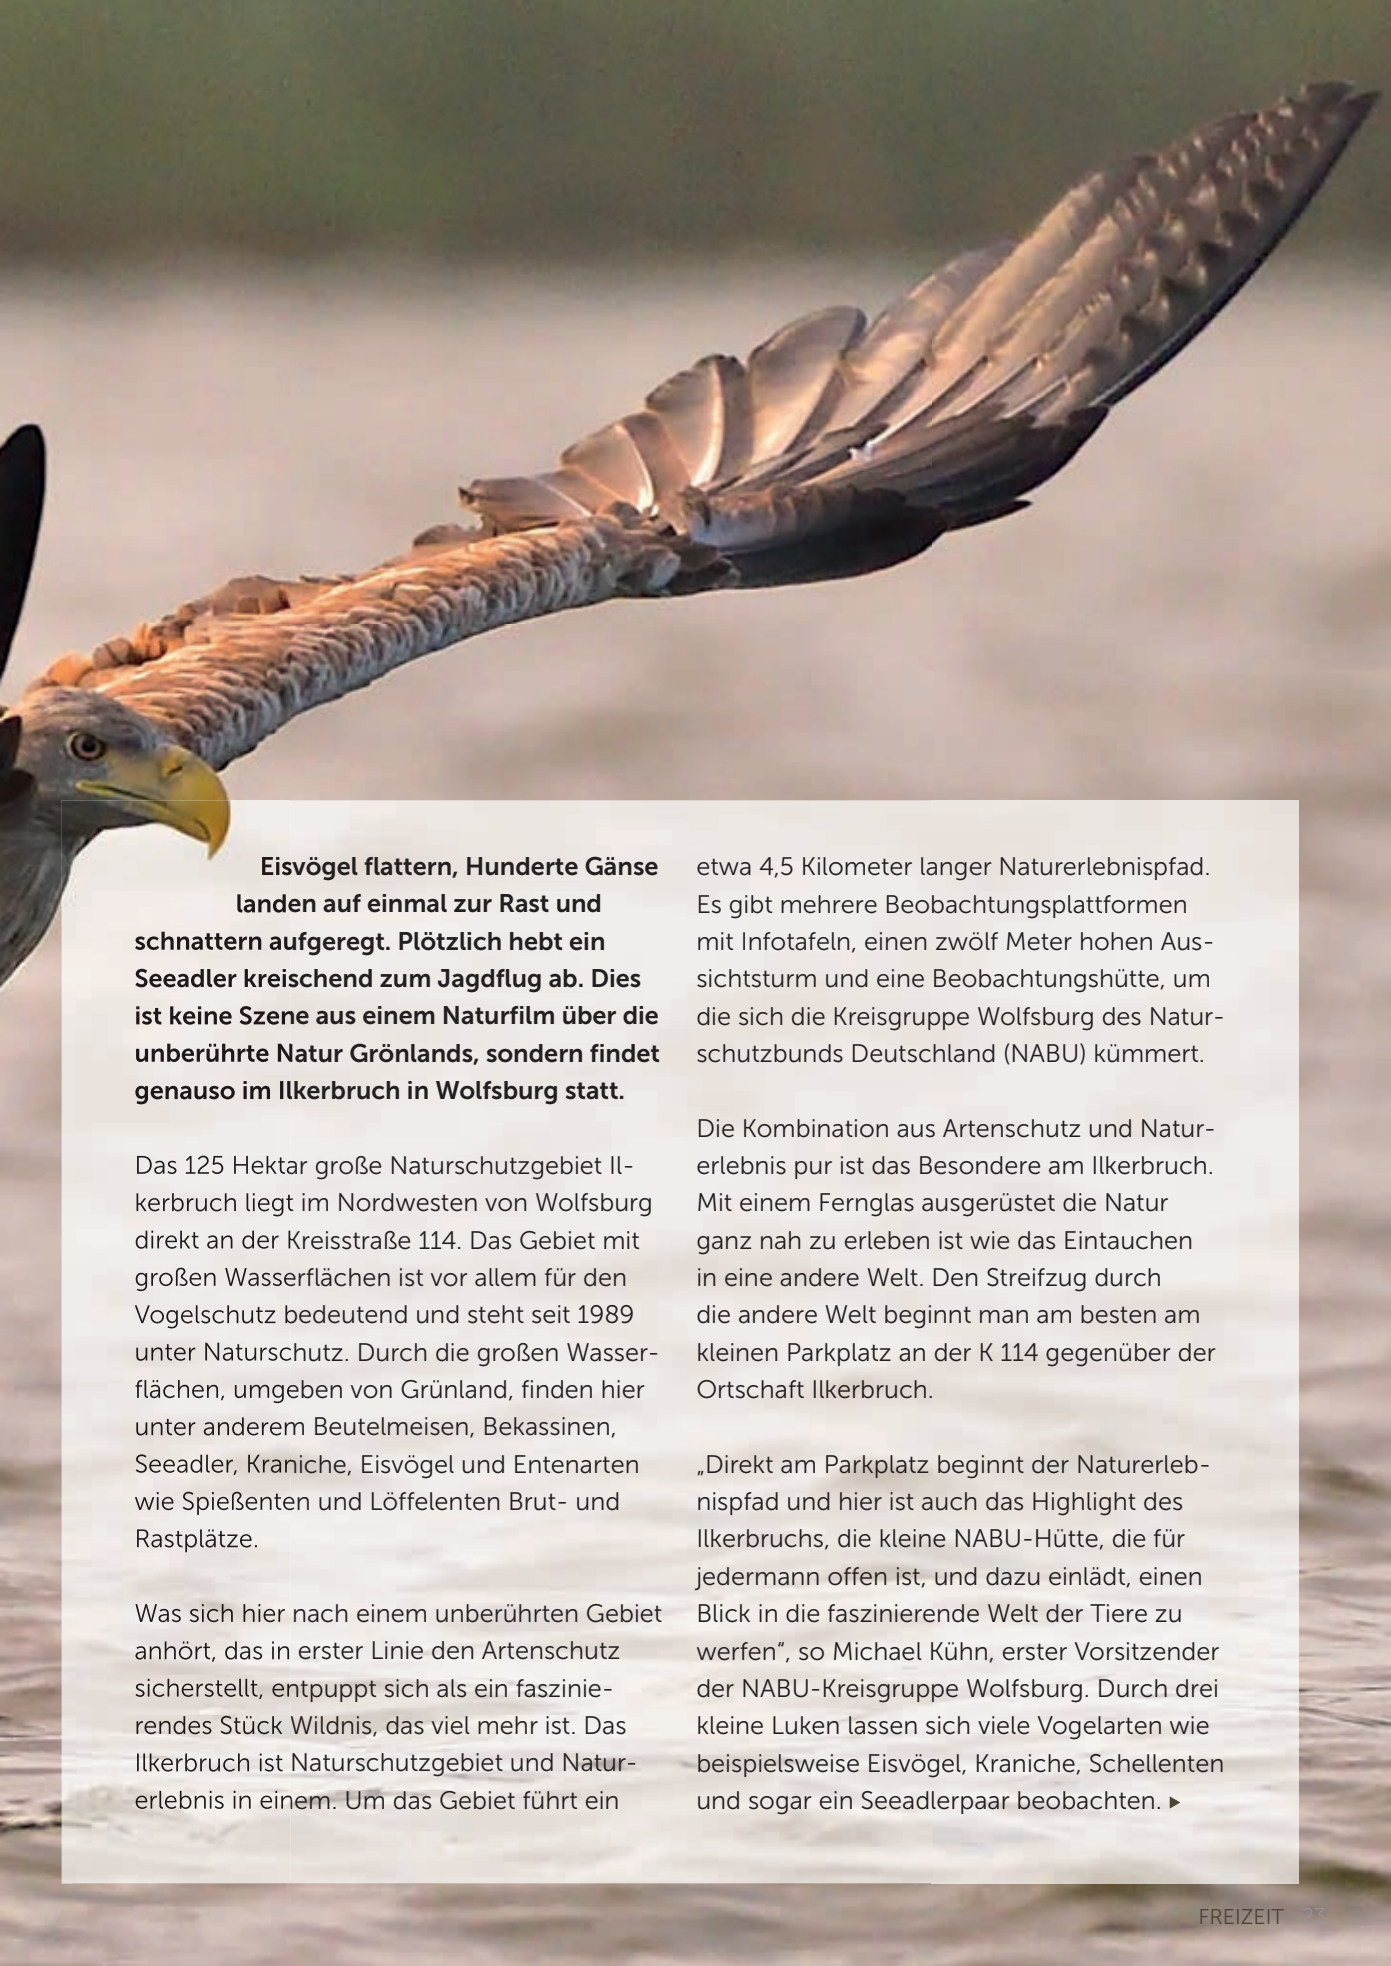 Eisvögel flattern, Hunderte Gänse
landen auf einmal zur Rast und
schnattern aufgeregt. Plötzlich hebt ein
Seeadler kreischend zum Jagdflug ab. Dies
ist keine Szene aus einem Naturfilm über die
unberührte Natur Grönlands, sondern findet
genauso im Ilkerbruch in Wolfsburg statt.
Das 125 Hektar große Naturschutzgebiet Il-
kerbruch liegt im Nordwesten von Wolfsburg
direkt an der Kreisstraße 114. Das Gebiet mit
großen Wasserflächen ist vor allem für den
Vogelschutz bedeutend und steht seit 1989
unter Naturschutz. Durch die großen Wasser-
flächen, umgeben von Grünland, finden hier
unter anderem Beutelmeisen, Bekassinen,
Seeadler, Kraniche, Eisvögel und Entenarten
wie Spießenten und Löffelenten Brut- und
Rastplätze.
Was sich hier nach einem unberührten Gebiet
anhört, das in erster Linie den Artenschutz
sicherstellt, entpuppt sich als ein faszinie-
rendes Stück Wildnis, das viel mehr ist. Das
Ilkerbruch ist Naturschutzgebiet und Natur-
erlebnis in einem. Um das Gebiet führt ein
etwa 4,5 Kilometer langer Naturerlebnispfad.
Es gibt mehrere Beobachtungsplattformen
mit Infotafeln, einen zwölf Meter hohen Aus-
sichtsturm und eine Beobachtungshütte, um
die sich die Kreisgruppe Wolfsburg des Natur-
schutzbunds Deutschland (NABU) kümmert.
Die Kombination aus Artenschutz und Natur-
erlebnis pur ist das Besondere am Ilkerbruch.
Mit einem Fernglas ausgerüstet die Natur
ganz nah zu erleben ist wie das Eintauchen
in eine andere Welt. Den Streifzug durch
die andere Welt beginnt man am besten am
kleinen Parkplatz an der K 114 gegenüber der
Ortschaft Ilkerbruch.
„Direkt am Parkplatz beginnt der Naturerleb-
nispfad und hier ist auch das Highlight des
Ilkerbruchs, die kleine NABU-Hütte, die für
jedermann offen ist, und dazu einlädt, einen
Blick in die faszinierende Welt der Tiere zu
werfen“, so Michael Kühn, erster Vorsitzender
der NABU-Kreisgruppe Wolfsburg. Durch drei
kleine Luken lassen sich viele Vogelarten wie
beispielsweise Eisvögel, Kraniche, Schellenten
und sogar ein Seeadlerpaar beobachten. ▶
FREIZEIT 23